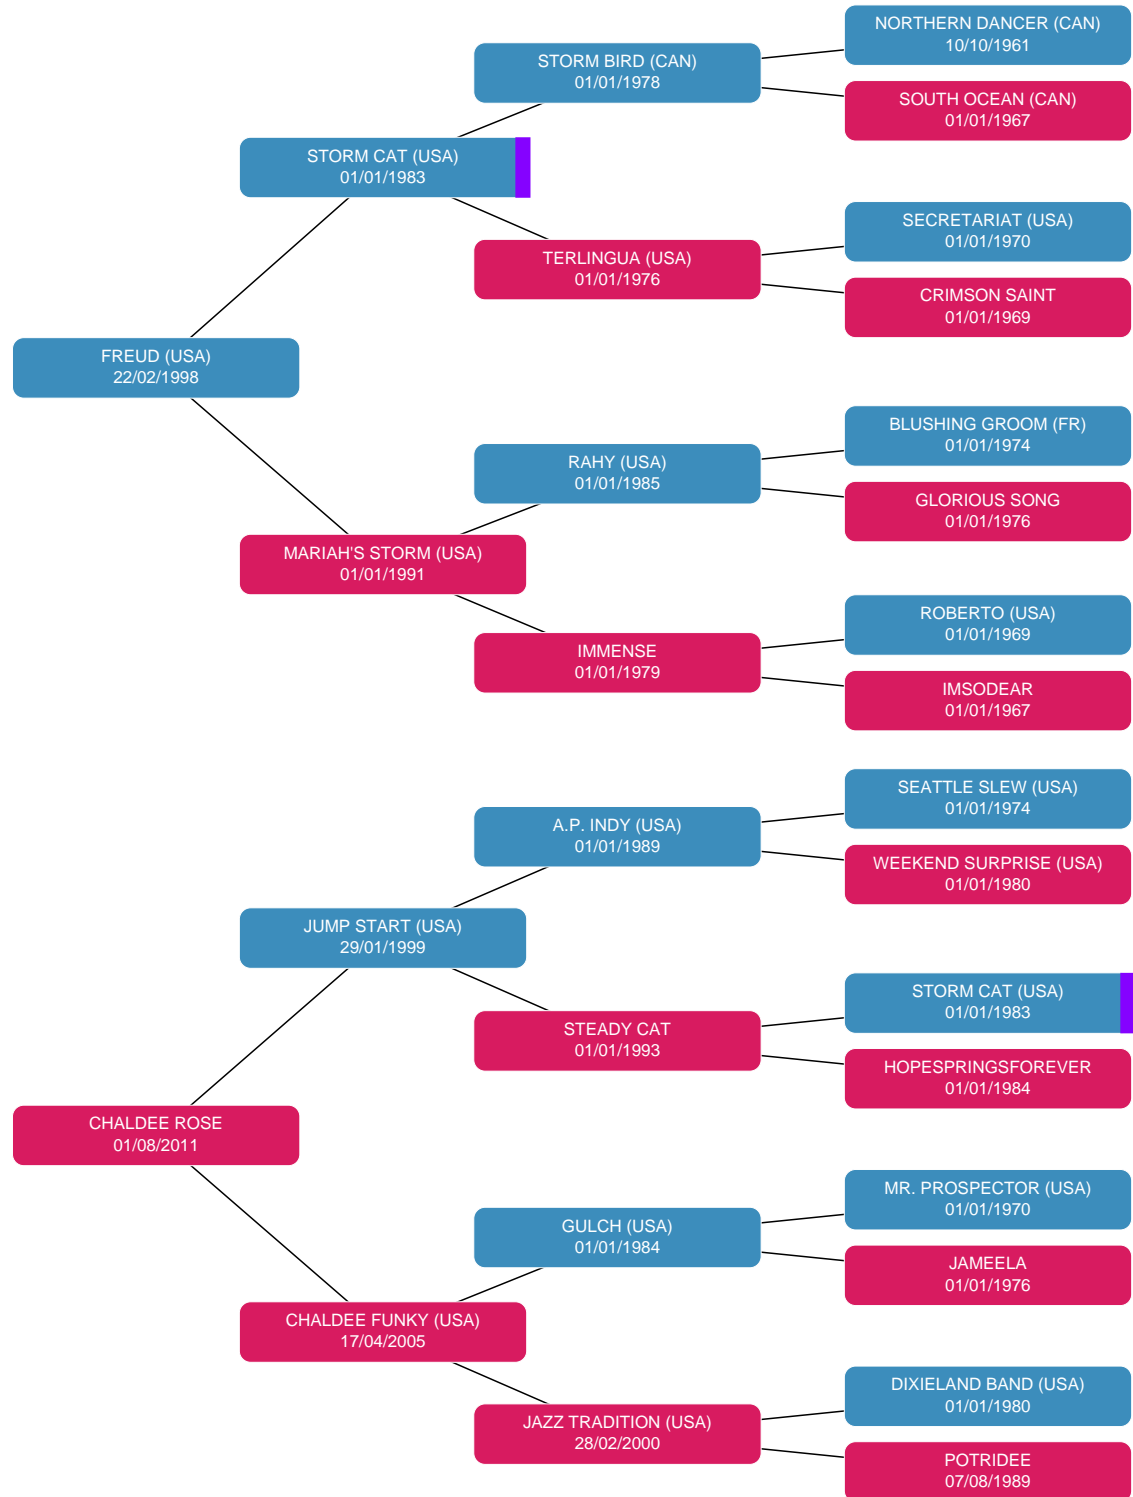 NORTHERN DANCER (CAN)
10/10/1961
STORM BIRD (CAN)
01/01/1978
SOUTH OCEAN (CAN)
01/01/1967
STORM CAT (USA)
01/01/1983
SECRETARIAT (USA)
01/01/1970
TERLINGUA (USA)
01/01/1976
CRIMSON SAINT
01/01/1969
FREUD (USA)
22/02/1998
BLUSHING GROOM (FR)
01/01/1974
RAHY (USA)
01/01/1985
GLORIOUS SONG
01/01/1976
MARIAH'S STORM (USA)
01/01/1991
ROBERTO (USA)
01/01/1969
IMMENSE
01/01/1979
IMSODEAR
01/01/1967
SEATTLE SLEW (USA)
01/01/1974
A.P. INDY (USA)
01/01/1989
WEEKEND SURPRISE (USA)
01/01/1980
JUMP START (USA)
29/01/1999
STORM CAT (USA)
01/01/1983
STEADY CAT
01/01/1993
HOPESPRINGSFOREVER
01/01/1984
CHALDEE ROSE
01/08/2011
MR. PROSPECTOR (USA)
01/01/1970
GULCH (USA)
01/01/1984
JAMEELA
01/01/1976
CHALDEE FUNKY (USA)
17/04/2005
DIXIELAND BAND (USA)
01/01/1980
JAZZ TRADITION (USA)
28/02/2000
POTRIDEE
07/08/1989